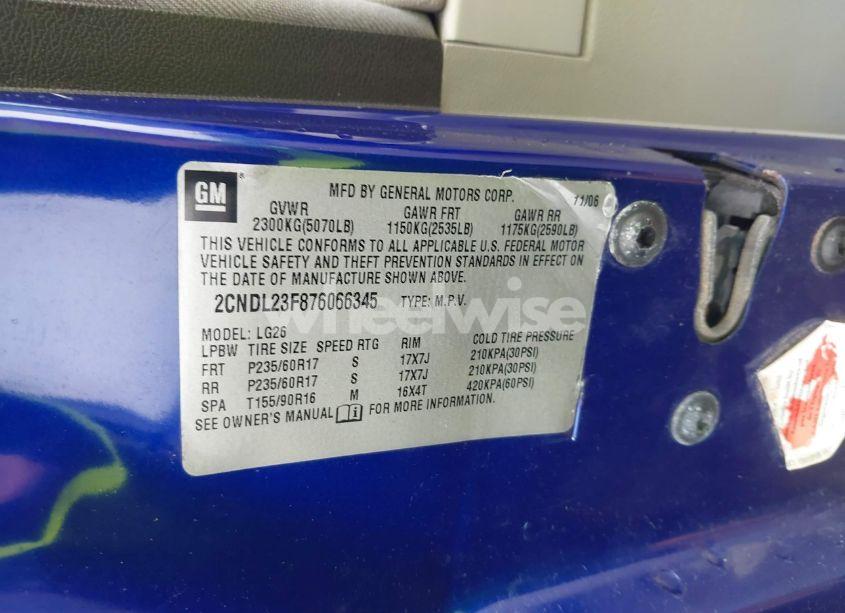 GM ®
MFD BY GENERAL MOTORS CORP. 11/06
GVWR GAWR FRT GAWR RR
2300KG(5070LB) 1150KG(2535LB) 1175KG(2590LB)
THIS VEHICLE CONFORMS TO ALL APPLICABLE U.S. FEDERAL MOTOR
VEHICLE SAFETY AND THEFT PREVENTION STANDARDS IN EFFECT ON
THE DATE OF MANUFACTURE SHOWN ABOVE.
2CNDL23F876066345 TYPE: M.P.V.
wheelwise
MODEL: LG26
LPBW TIRE SIZE SPEED RTG RIM COLD TIRE PRESSURE
FRT P235/60R17 S 17X7J 210KPA(30PSI)
RR P235/60R17 S 17X7J 210KPA(30PSI)
SPA T155/90R16 M 16X4T 420KPA(60PSI)
SEE OWNER'S MANUAL FOR MORE INFORMATION.